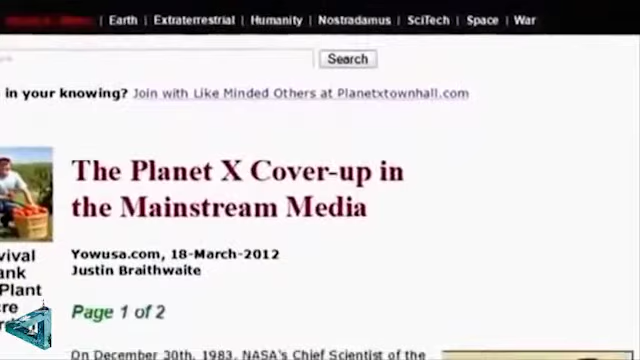 | Earth | Extraterrestrial | Humanity | Nostradamus | SciTech | Space | War
Search
in your knowing? Join with Like Minded Others at Planetxtownhall.com
The Planet X Cover-up in
the Mainstream Media
Yowusa.com, 18-March-2012
Justin Braithwaite
vival
ank
Plant
Page 1 of 2
On December 30th, 1983, NASA's Chief Scientist of the